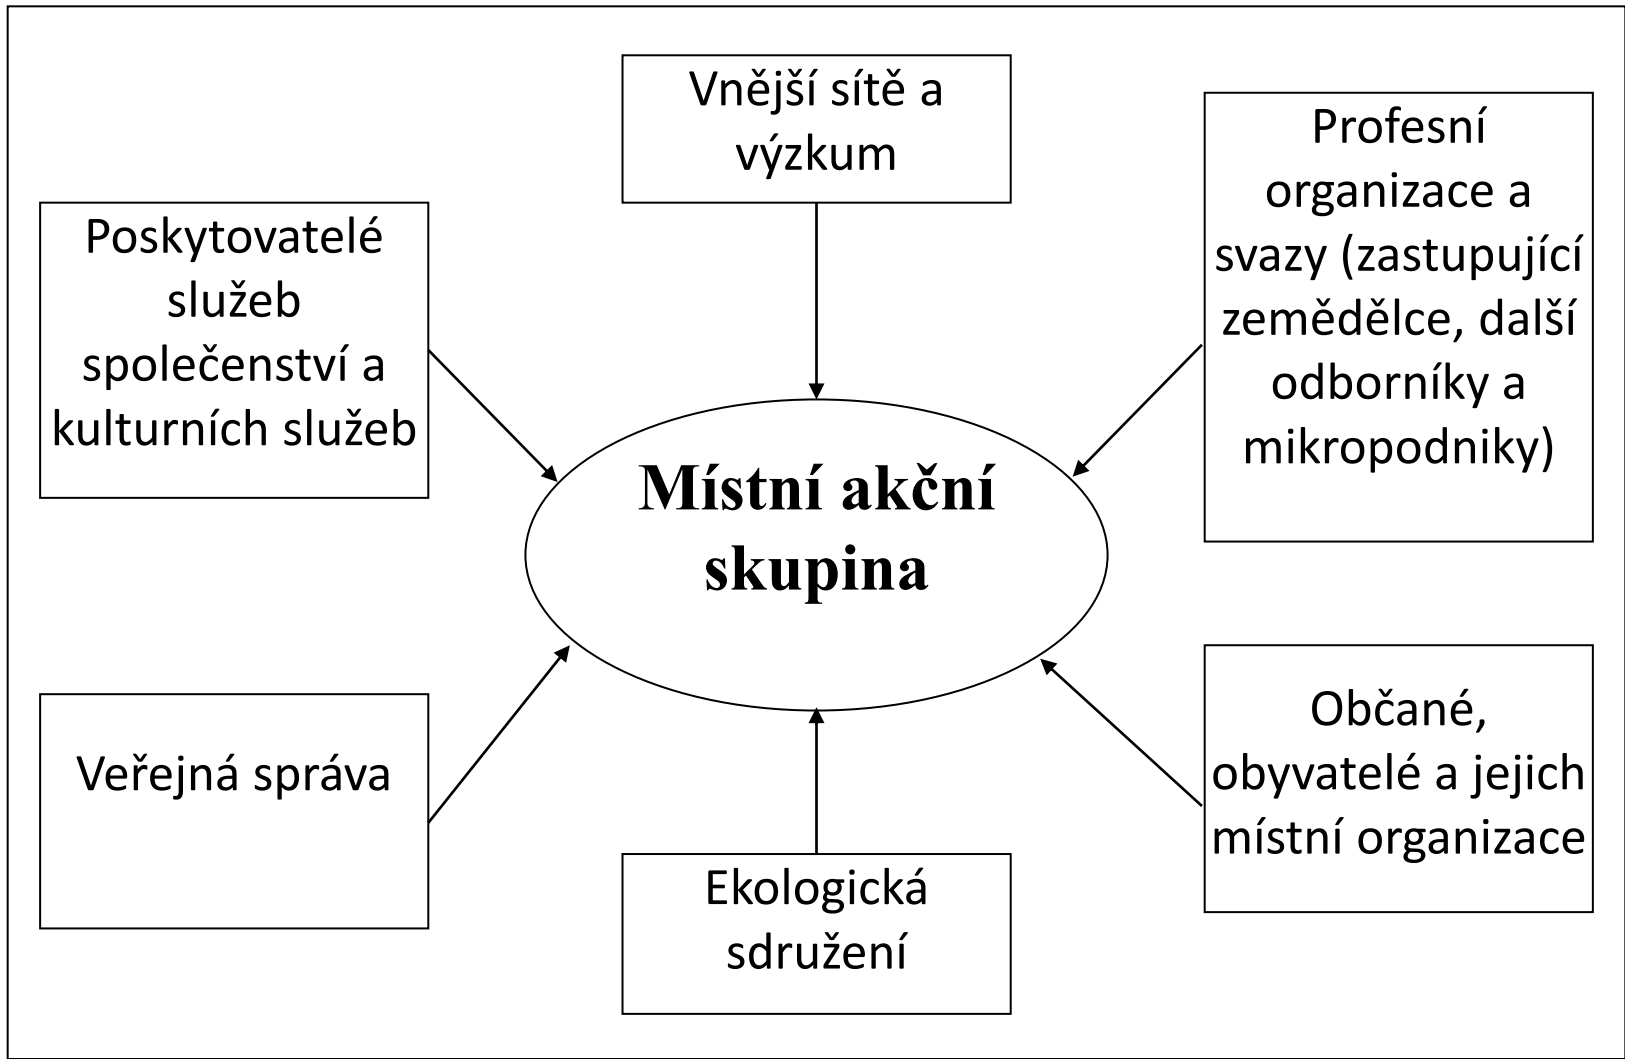 Vnější sítě a
výzkum
Profesní
organizace a
svazy (zastupující
zemědělce, další
odborníky a
mikropodniky)
Poskytovatelé
služeb
společenství a
kulturních služeb
Místní akční
skupina
Veřejná správa
Občané,
obyvatelé a jejich
místní organizace
Ekologická
sdružení